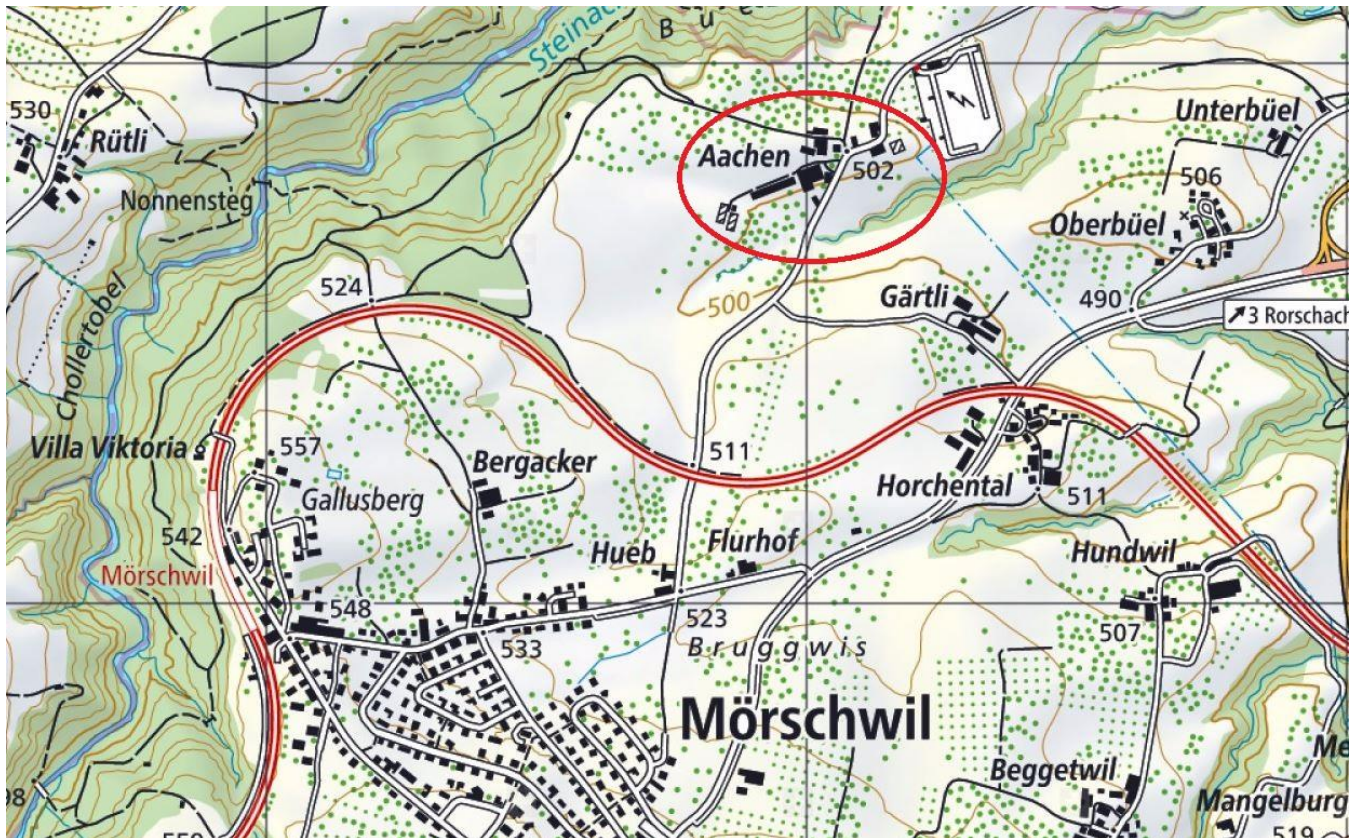 Steinach
B u
530
Rütli
Nonnensteg
Aachen
502
Unterbüel
506
Oberbüel
Chollertobel
524
500
Gärtli
490
3 Rorschach
Villa Viktoria
557
Gallusberg
Bergacker
511
Horchental
511
542
Mörschwil
Hueb
Flurhof
Hundwil
548
533
523
507
Bruggwis
Mörschwil
Beggetwil
Mangelburg